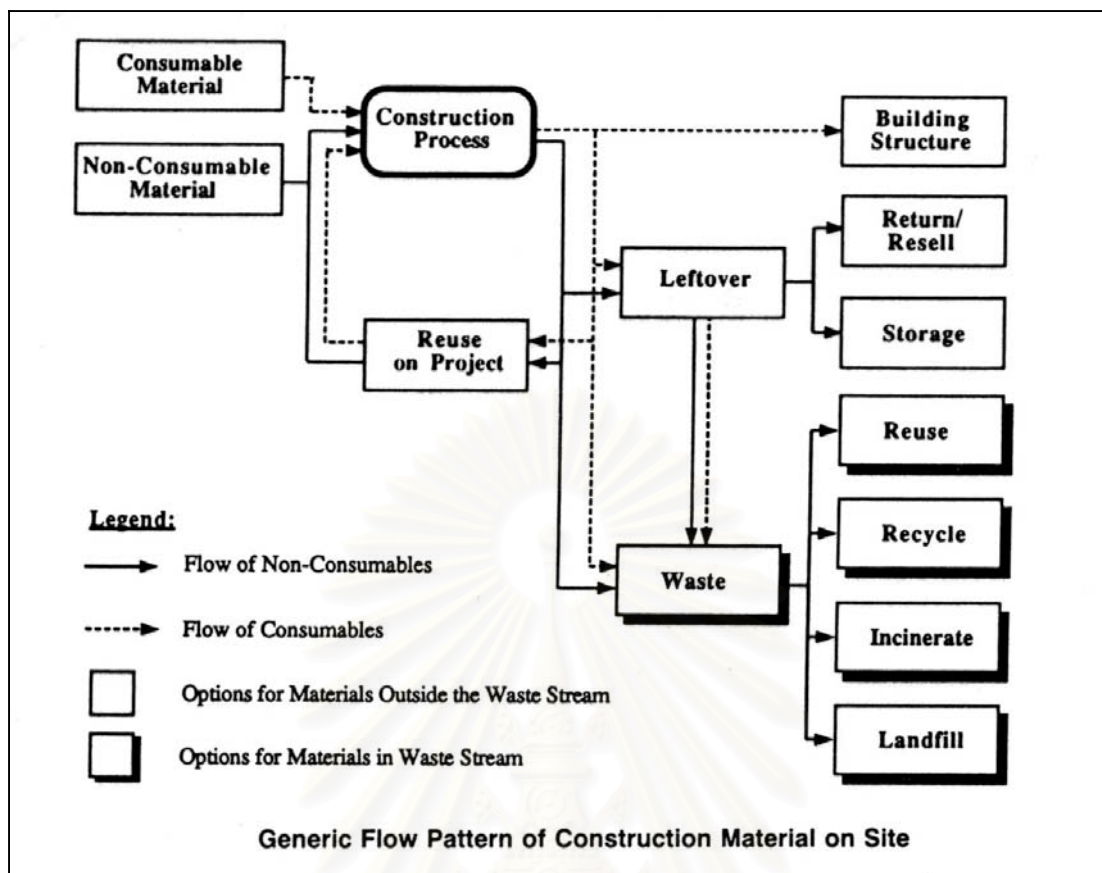 Consumable
Material
Non-Consumable
Material
Construction
Process
Building
Structure
Return/
Resell
Leftover
Storage
Reuse
on Project
Reuse
Recycle
Waste
Incinerate
Landfill
Legend:
Flow of Non-Consumables
Flow of Consumables
Options for Materials Outside the Waste Stream
Options for Materials in Waste Stream
Generic Flow Pattern of Construction Material on Site